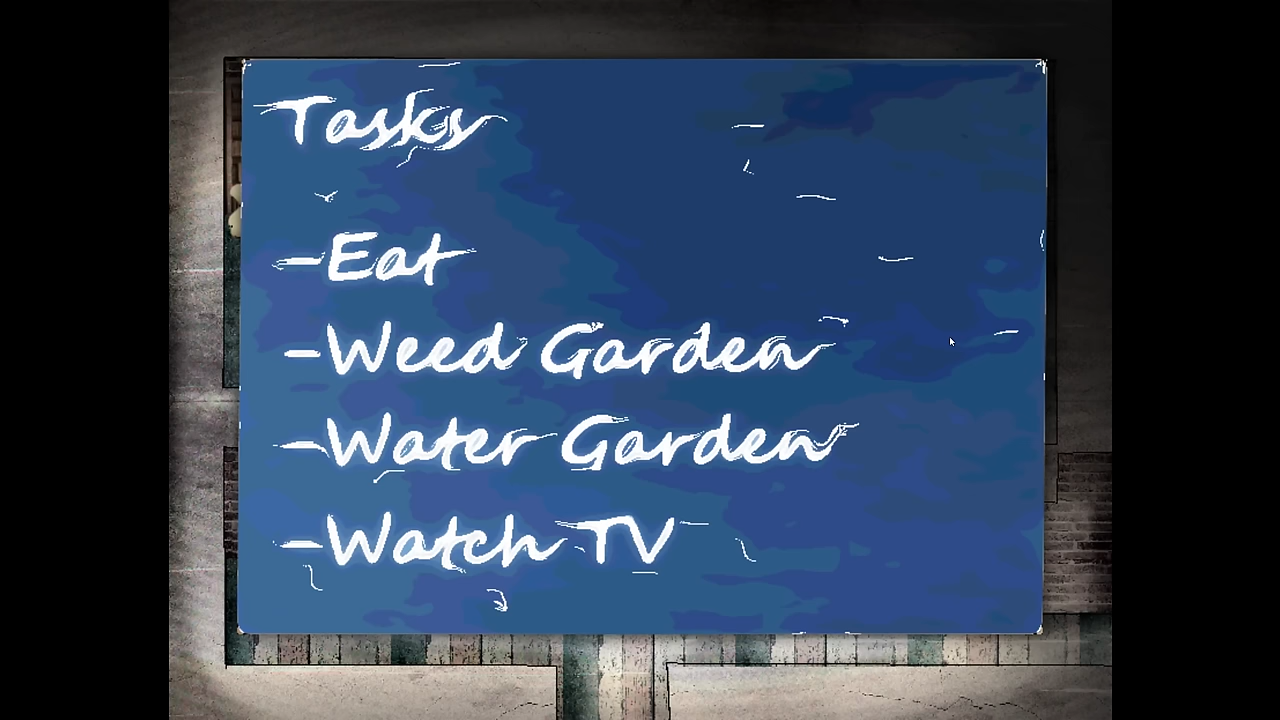 Tasks
-Eat
-Weed Garden
-Water Garden
-Watch TV